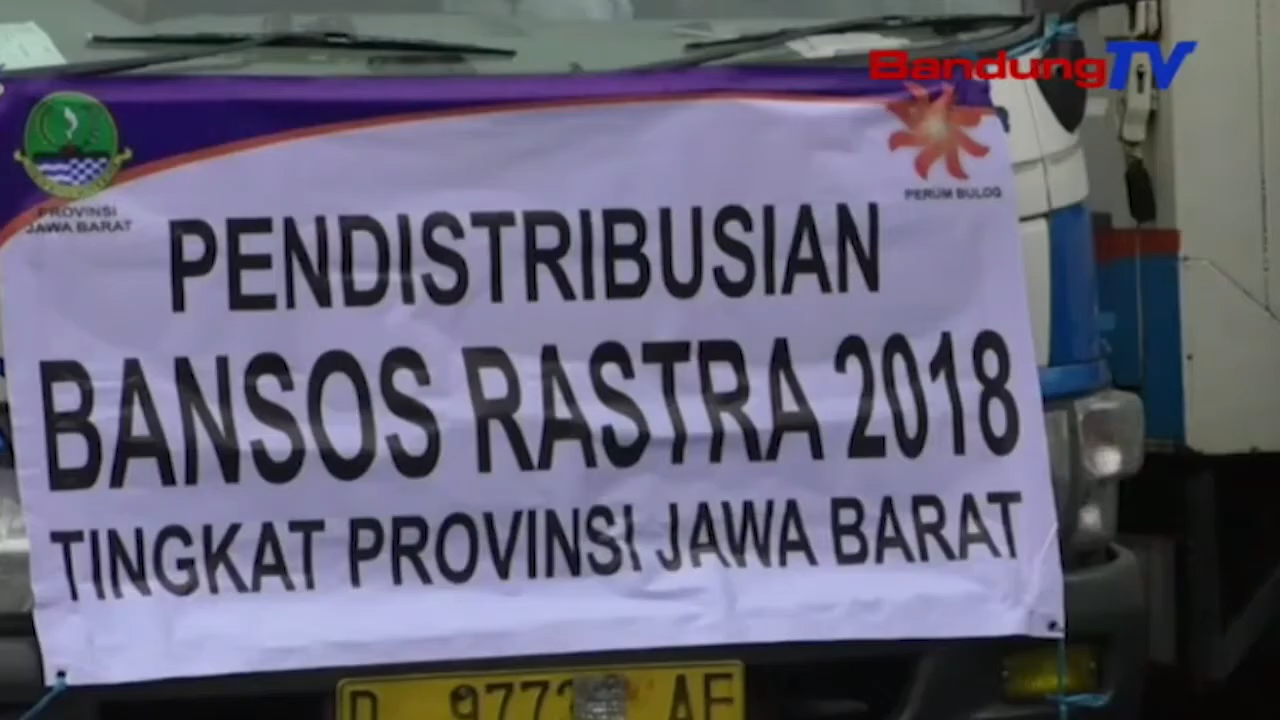 BandungTV
PROVINSI
JAWA BARAT
PERUM BULOG
PENDISTRIBUSIAN
BANSOS RASTRA 2018
TINGKAT PROVINSI JAWA BARAT